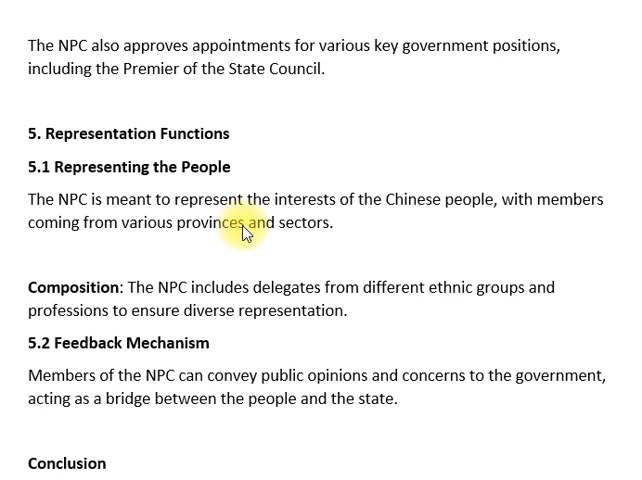 The NPC also approves appointments for various key government positions,
including the Premier of the State Council.
5. Representation Functions
5.1 Representing the People
The NPC is meant to represent the interests of the Chinese people, with members
coming from various provinces and sectors.
Composition: The NPC includes delegates from different ethnic groups and
professions to ensure diverse representation.
5.2 Feedback Mechanism
Members of the NPC can convey public opinions and concerns to the government,
acting as a bridge between the people and the state.
Conclusion